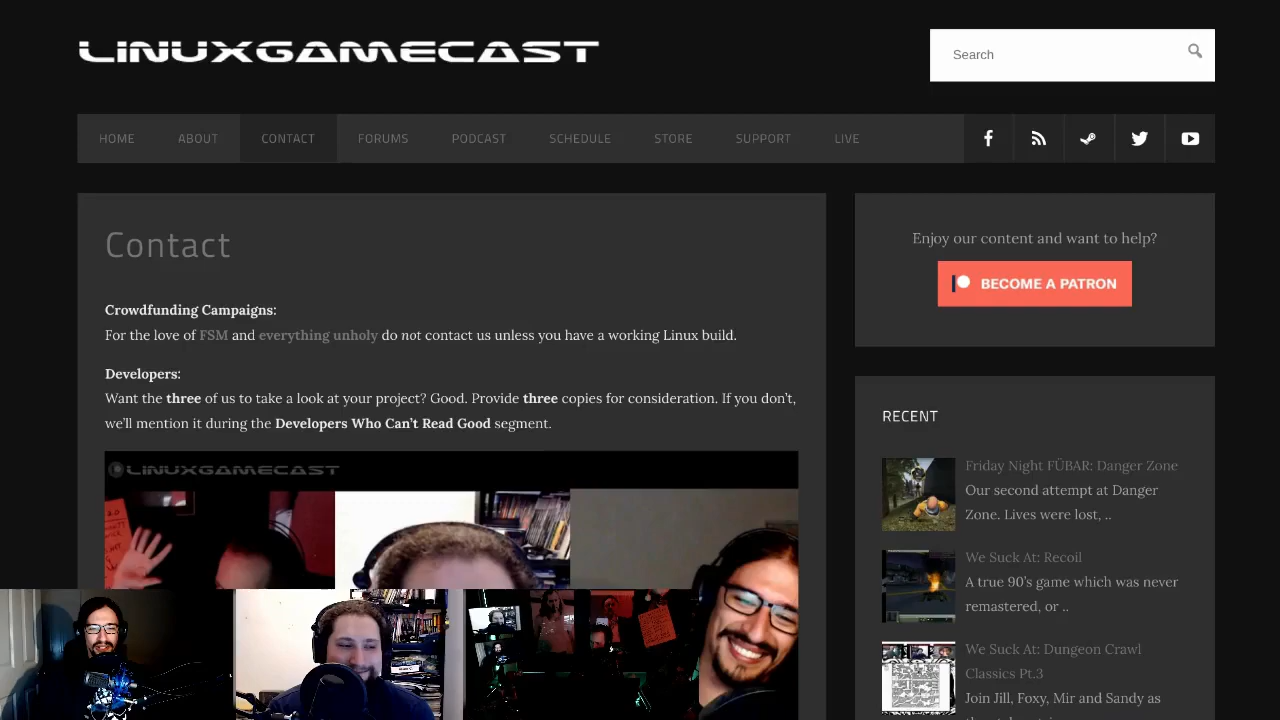 LINUXGAMECAST
Search
HOME ABOUT CONTACT FORUMS PODCAST SCHEDULE STORE SUPPORT LIVE
Contact
Crowdfunding Campaigns:
For the love of FSM and everything unholy do not contact us unless you have a working Linux build.
Developers:
Want the three of us to take a look at your project? Good. Provide three copies for consideration. If you don't,
we'll mention it during the Developers Who Can't Read Good segment.
LINUXGAMECAST
Enjoy our content and want to help?
BECOME A PATRON
RECENT
Friday Night FÜBAR: Danger Zone
Our second attempt at Danger
Zone. Lives were lost, ..
We Suck At: Recoil
A true 90's game which was never
remastered, or ..
We Suck At: Dungeon Crawl
Classics Pt.3
Join Jill, Foxy, Mir and Sandy as